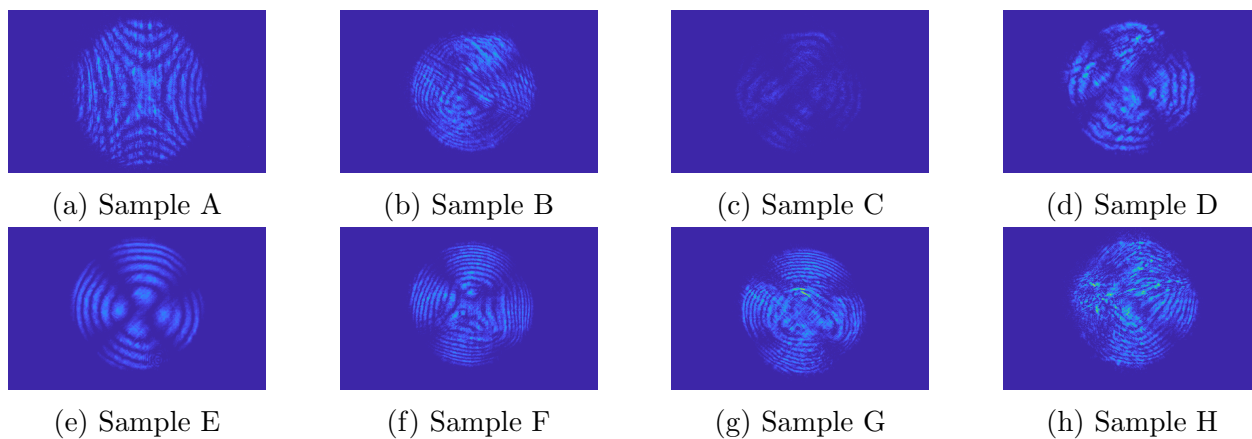 (a) Sample A
(b) Sample B
(c) Sample C
(d) Sample D
(e) Sample E
(f) Sample F
(g) Sample G
(h) Sample H